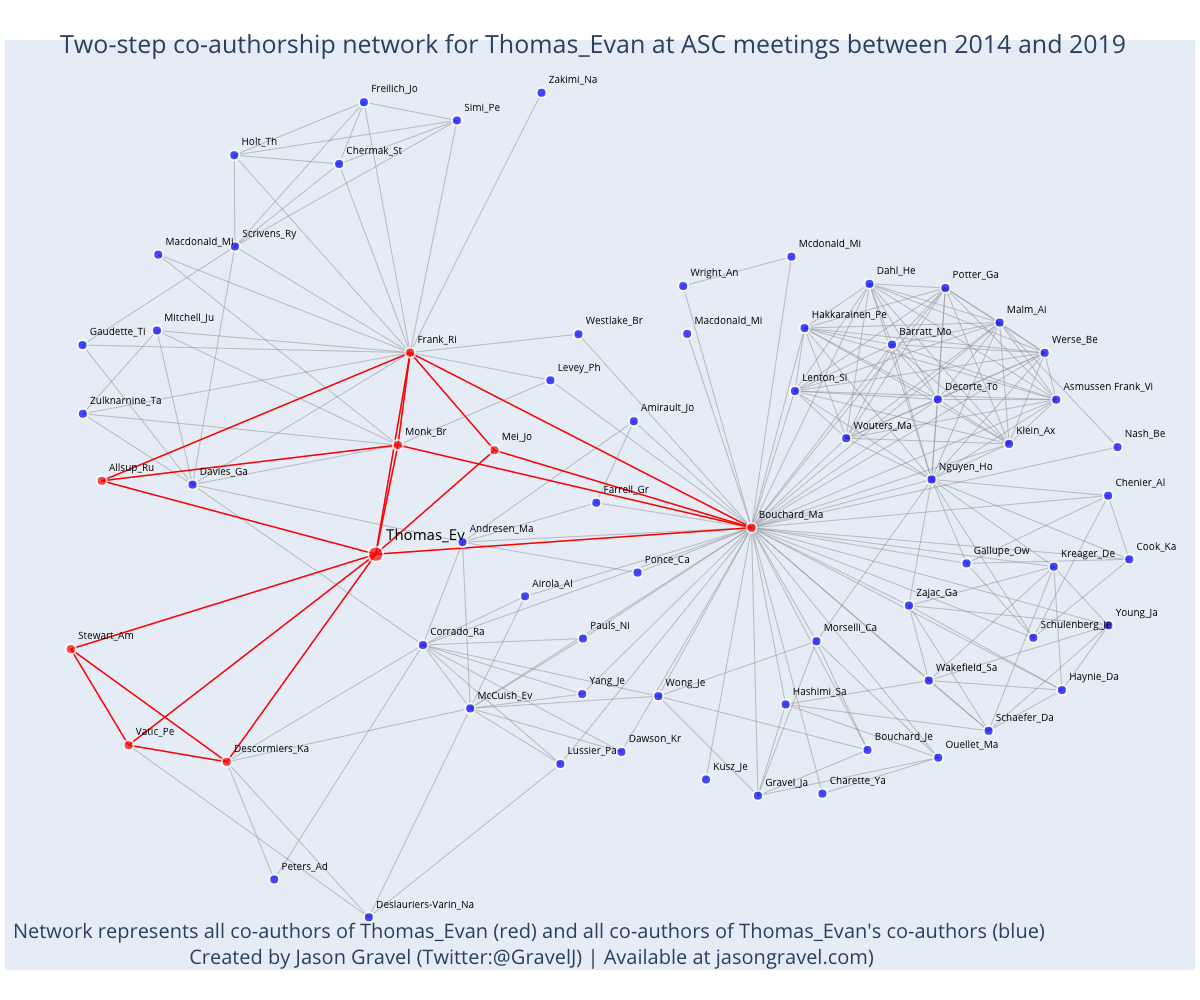 Two-step co-authorship network for Thomas_Evan at ASC meetings between 2014 and 2019
Zakimi_Na
Freilich_Jo
Simi_Pe
Holt_Th
Chermak_St
Scrivens_Ry
Macdonald_Mi
Mcdonald_Mi
Wright_An
Dahl_He
Potter_Ga
Malm_Ai
Hakkarainen_Pe
Barratt_Mo
Werse_Be
Mitchell_Ju
Gaudette_Ti
Frank_Ri
Westlake_Br
Macdonald_Mi
Levey_Ph
Lenton_Si
Decorte_To
Asmussen Frank_Vi
Zulknarnine_Ta
Amirault_Jo
Monk_Br
Mei_Jo
Wouters_Ma
Klein_Ax
Nash_Be
Allsup_Ru
Davies_Ga
Nguyen_Ho
Farrell_Gr
Chenier_Al
Bouchard_Ma
Thomas_Ev
Andresen_Ma
Gallupe_Ow
Kreager_De
Cook_Ka
Ponce_Ca
Airola_Al
Zajac_Ga
Young_Ja
Schulenberg_Je
Stewart_Am
Corrado_Ra
Pauls_Ni
Morselli_Ca
Wakefield_Sa
Haynie_Da
McCuish_Ev
Yang_Je
Wong_Je
Hashimi_Sa
Schaefer_Da
Vatic_Pe
Descormiers_Ka
Lussier_Pa
Dawson_Kr
Bouchard_Je
Ouellet_Ma
Kusz_Je
Gravel_Ja
Charette_Ya
Peters_Ad
Deslauriers-Varin_Na
Network represents all co-authors of Thomas_Evan (red) and all co-authors of Thomas_Evan's co-authors (blue)
Created by Jason Gravel (Twitter:@GravelJ) | Available at jasongravel.com)